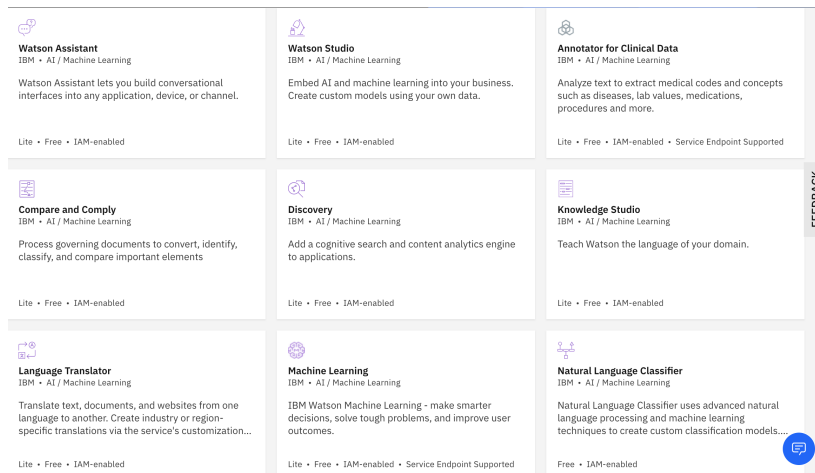 Watson Assistant
IBM • AI / Machine Learning
Watson Assistant lets you build conversational
interfaces into any application, device, or channel.
Lite • Free • IAM-enabled
Watson Studio
IBM • AI / Machine Learning
Embed AI and machine learning into your business.
Create custom models using your own data.
Lite • Free • IAM-enabled
Annotator for Clinical Data
IBM • AI / Machine Learning
Analyze text to extract medical codes and concepts
such as diseases, lab values, medications,
procedures and more.
Lite • Free • IAM-enabled • Service Endpoint Supported
Compare and Comply
IBM • AI / Machine Learning
Process governing documents to convert, identify,
classify, and compare important elements
Lite • Free • IAM-enabled
Discovery
IBM • AI / Machine Learning
Add a cognitive search and content analytics engine
to applications.
Lite • Free • IAM-enabled
Knowledge Studio
IBM • AI / Machine Learning
Teach Watson the language of your domain.
Lite • Free • IAM-enabled
Language Translator
IBM • AI / Machine Learning
Translate text, documents, and websites from one
language to another. Create industry or region-
specific translations via the service's customization...
Lite • Free • IAM-enabled
Machine Learning
IBM • AI / Machine Learning
IBM Watson Machine Learning - make smarter
decisions, solve tough problems, and improve user
outcomes.
Lite • Free • IAM-enabled • Service Endpoint Supported
Natural Language Classifier
IBM • AI / Machine Learning
Natural Language Classifier uses advanced natural
language processing and machine learning
techniques to create custom classification models....
Free • IAM-enabled
FEEDBACK